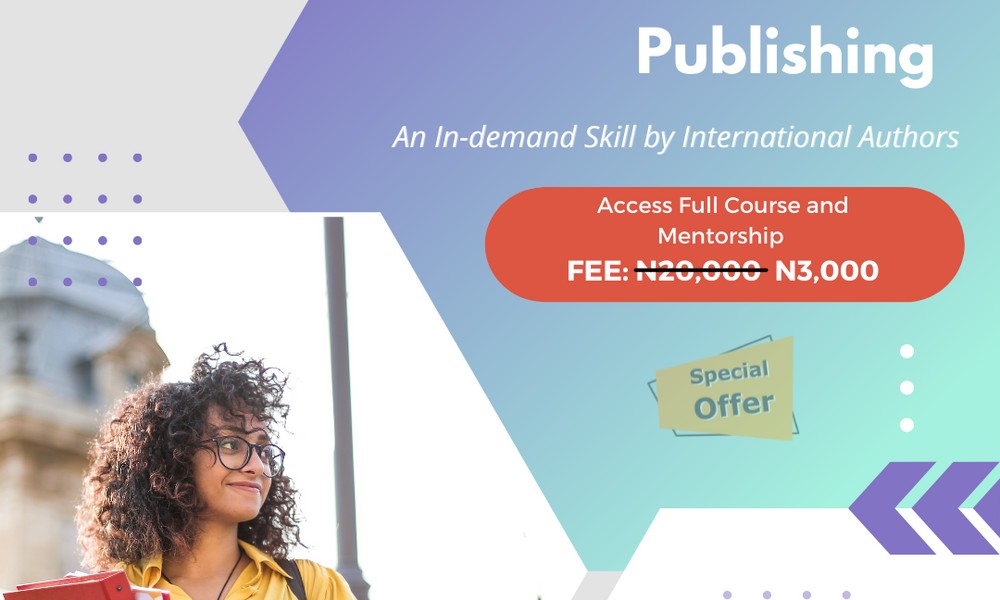 Publishing
An In-demand Skill by International Authors
Access Full Course and
Mentorship
FEE: N20,000 N3,000
Special
Offer